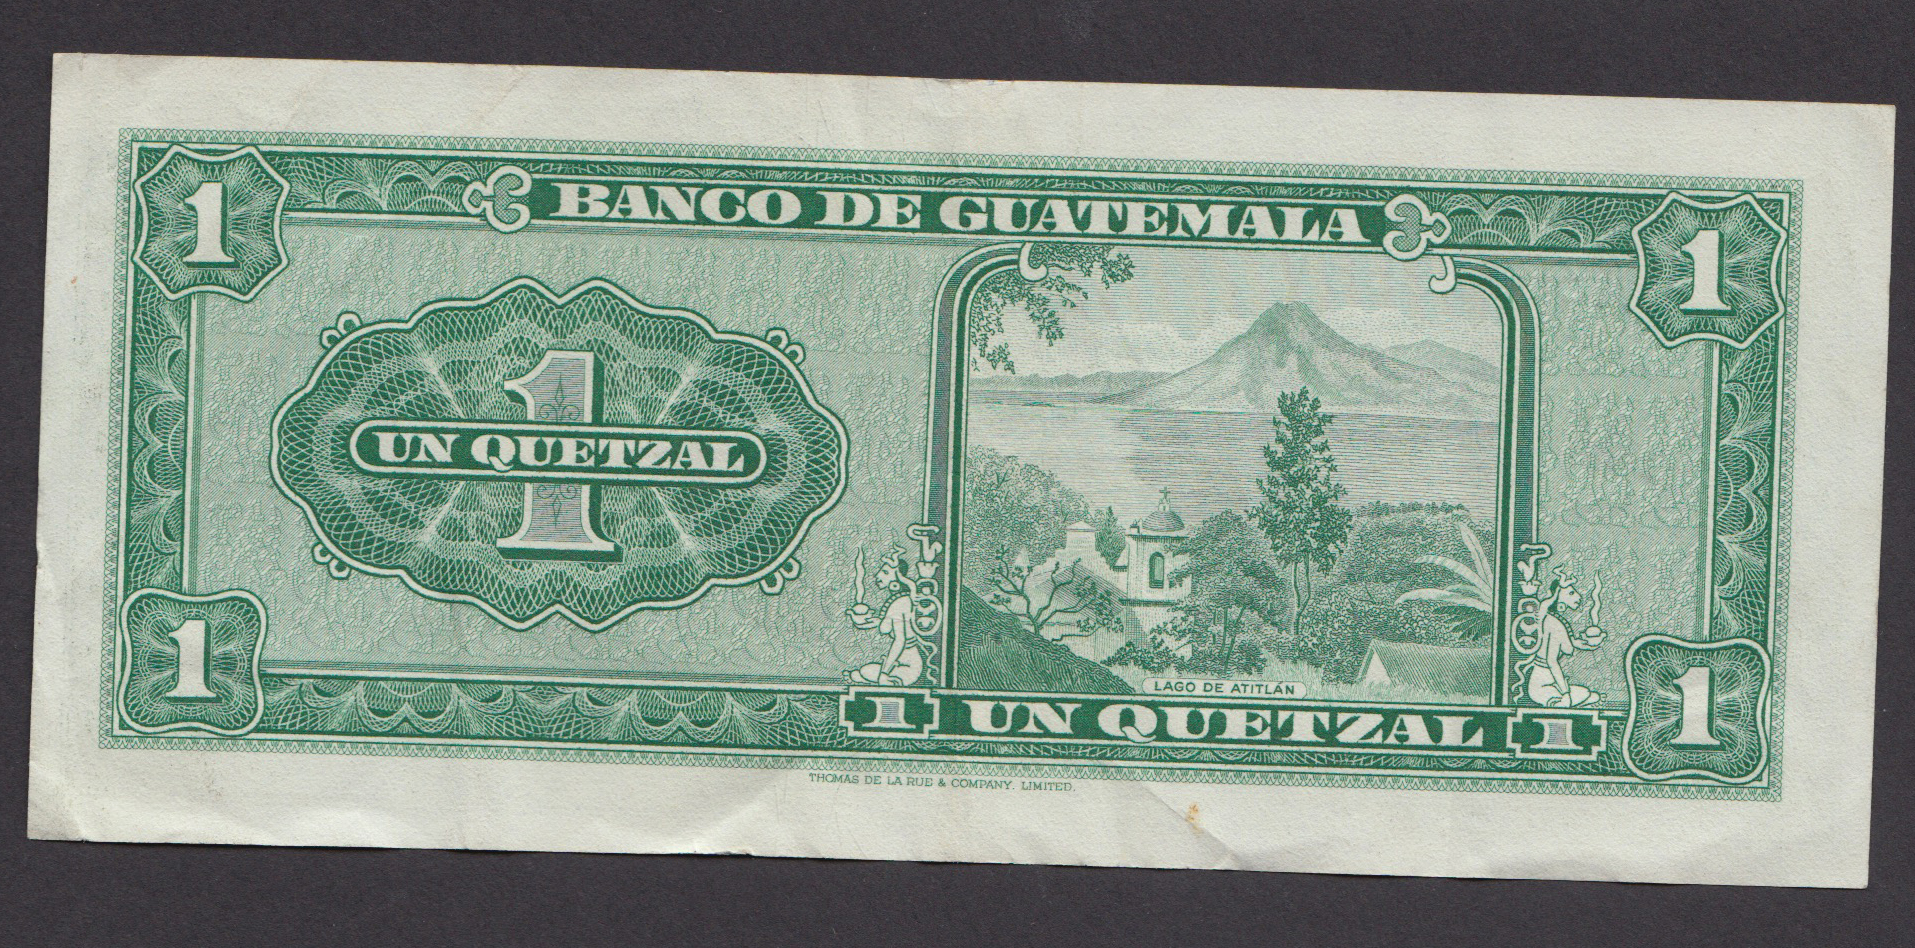 1
BANCO DE GUATEMALA
1
1
UN QUETZAL
LAGO DE ATITLÁN
1
1 UN QUETZAL 1
1
THOMAS DE LA RUE & COMPANY. LIMITED.